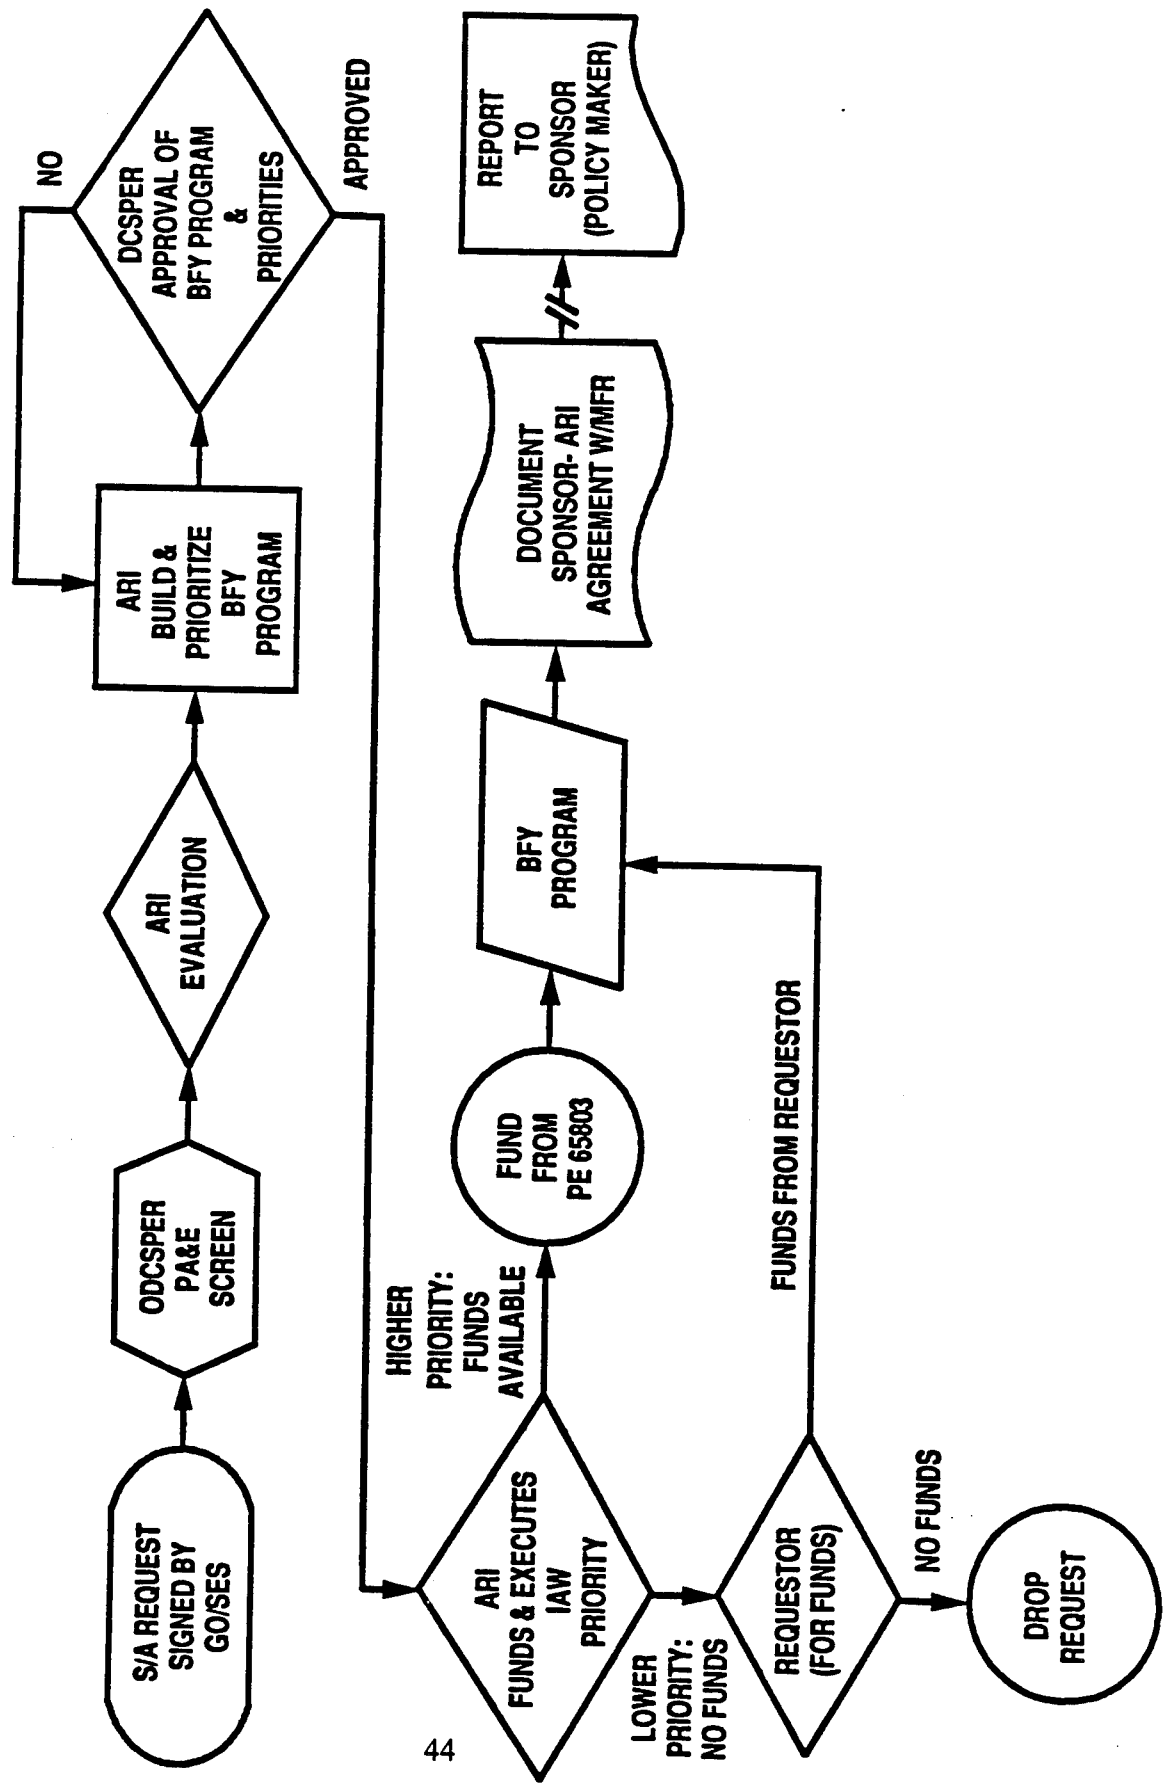 S/A REQUEST
SIGNED BY
GO/SES
ODCSPER
PA&E
SCREEN
ARI
EVALUATION
ARI
BUILD &
PRIORITIZE
BFY
PROGRAM
DCSPER
APPROVAL OF
BFY PROGRAM
&
PRIORITIES
NO
APPROVED
ARI
FUNDS & EXECUTES
IAW
PRIORITY
HIGHER
PRIORITY:
FUNDS
AVAILABLE
FUND
FROM
PE 65803
BFY
PROGRAM
DOCUMENT
SPONSOR- ARI
AGREEMENT W/MFR
REPORT
TO
SPONSOR
(POLICY MAKER)
LOWER
PRIORITY:
NO FUNDS
REQUESTOR
(FOR FUNDS)
FUNDS FROM REQUESTOR
NO FUNDS
DROP
REQUEST
44